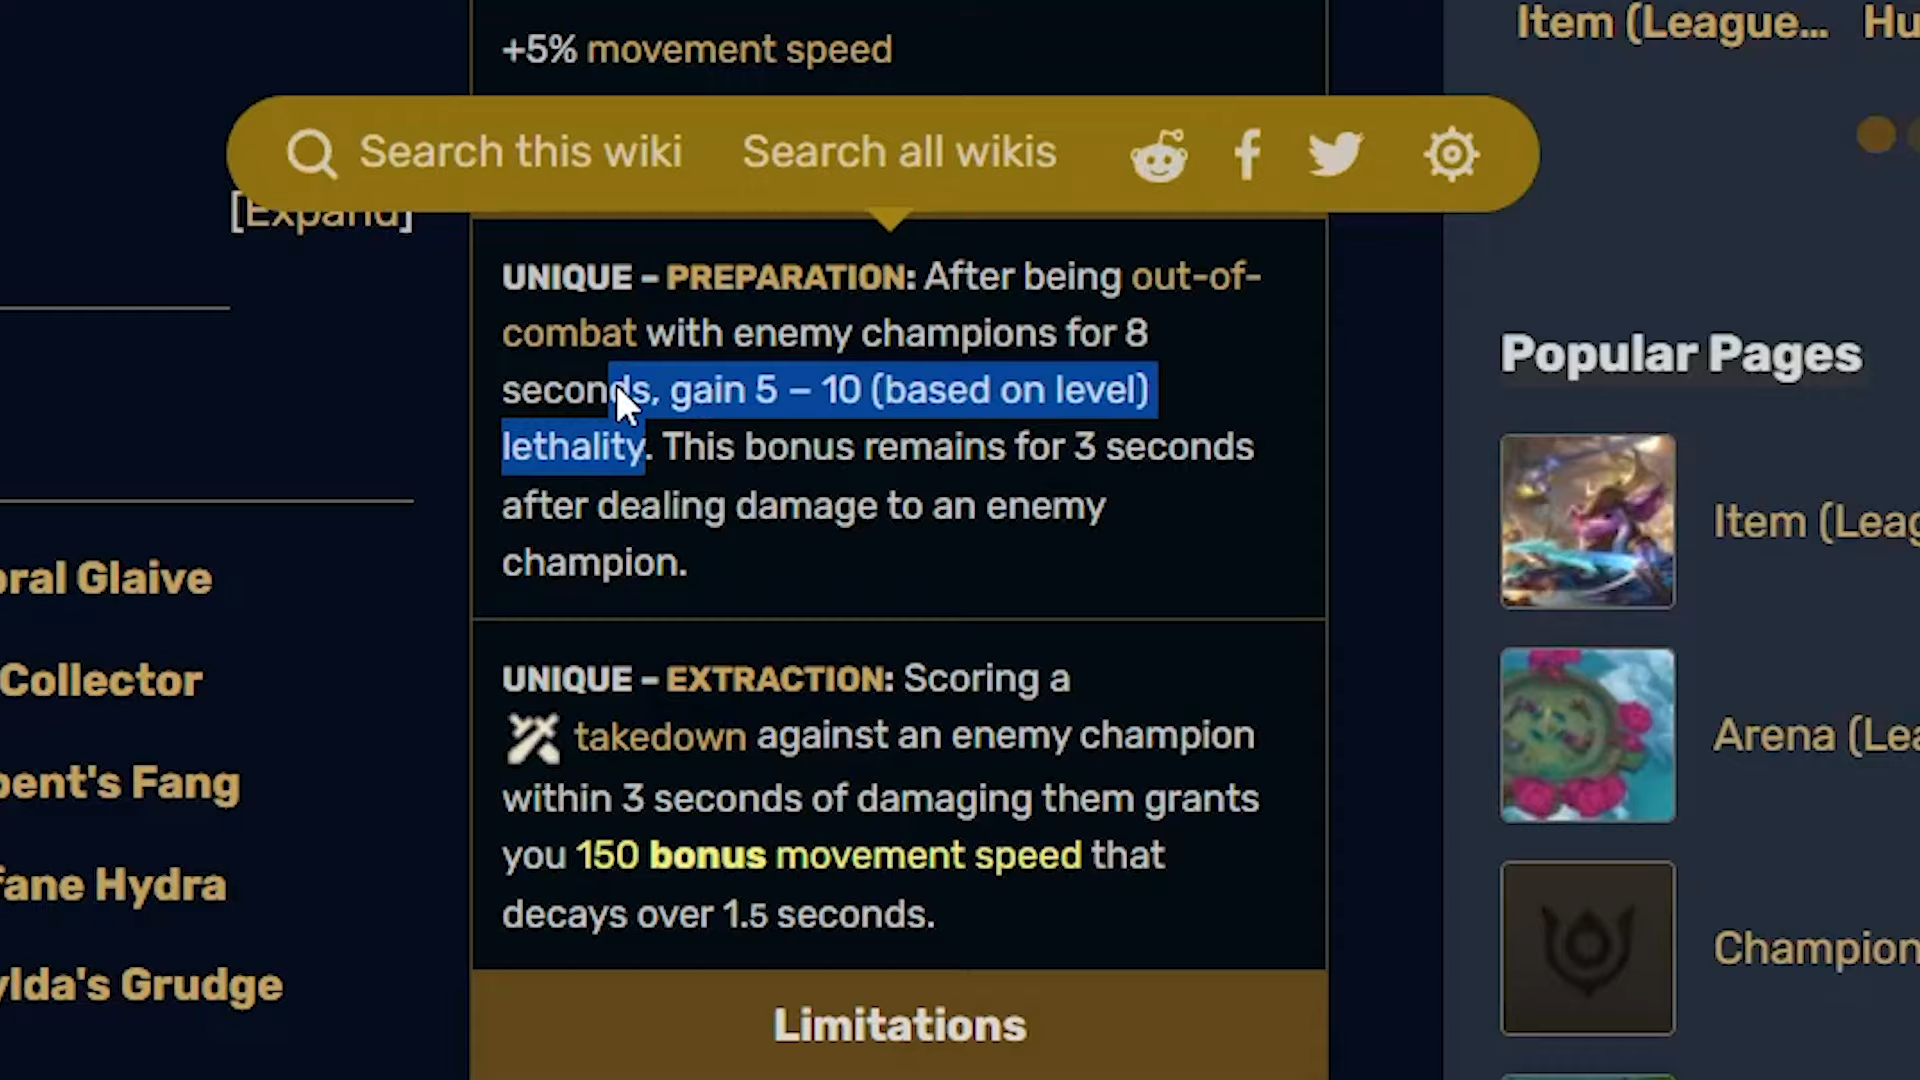 +5% movement speed
Item (League... Hu
Search this wiki Search all wikis
[Expand]
UNIQUE – PREPARATION: After being out-of-
combat with enemy champions for 8
seconds, gain 5 – 10 (based on level)
lethality. This bonus remains for 3 seconds
after dealing damage to an enemy
champion.
UNIQUE – EXTRACTION: Scoring a
takedown against an enemy champion
within 3 seconds of damaging them grants
you 150 bonus movement speed that
decays over 1.5 seconds.
Limitations
oral Glaive
Collector
pent's Fang
fane Hydra
ylda's Grudge
Popular Pages
Item (Leag
Arena (Lea
Champion